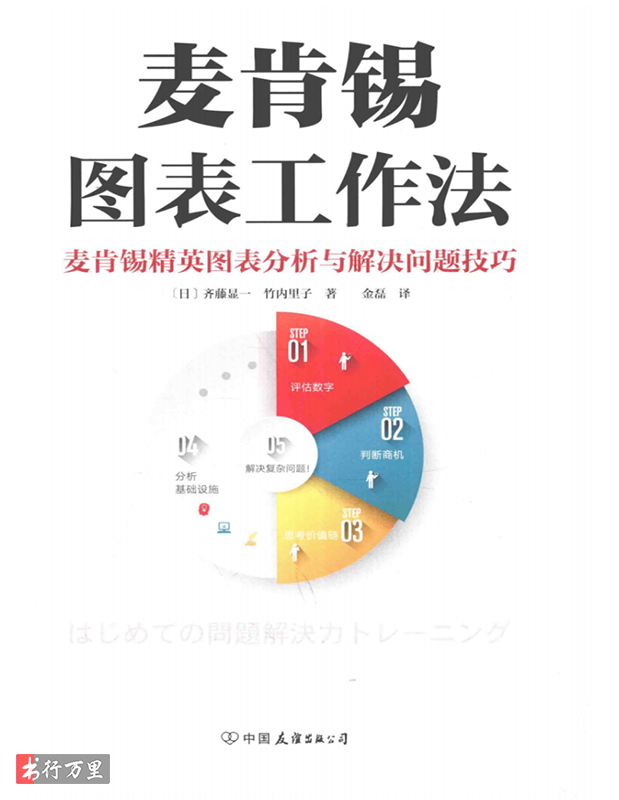 麦肯锡
图表工作法
麦肯锡精英图表分析与解决问题技巧
〔日〕齐藤显一 竹内里子 著 金磊 译
STEP
01
评估数字
STEP
02
判断商机
04
05
解决复杂问题!
分析
基础设施
STEP
03
思考价值链
はじめての問題解決力トレーニング
中国友谊出版公司
书行万里